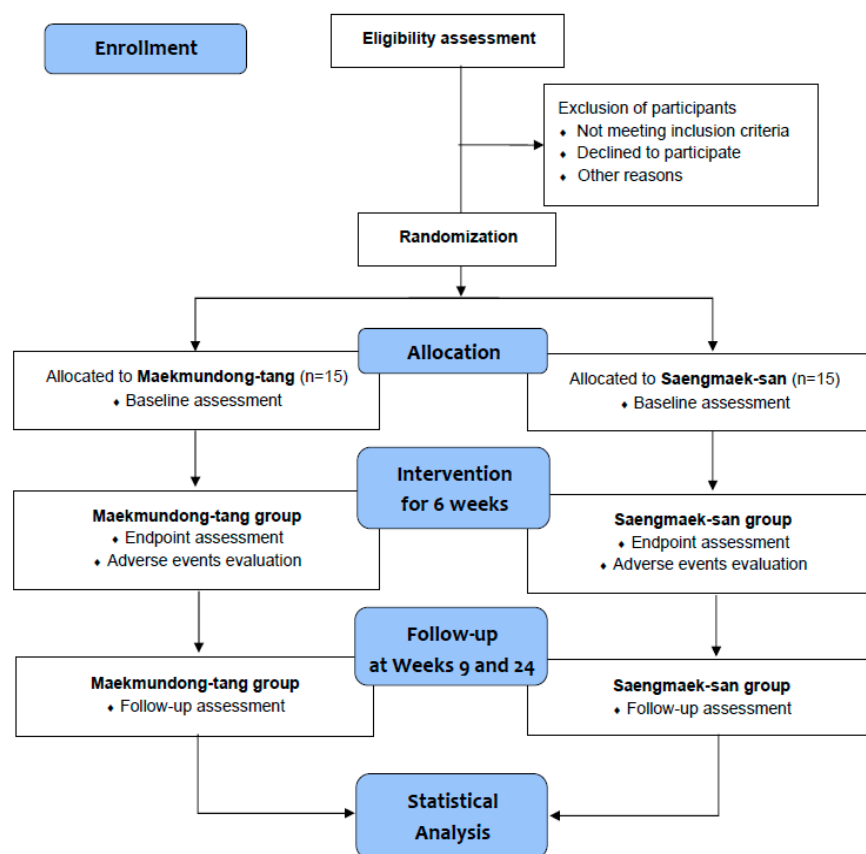 Enrollment
Eligibility assessment
Exclusion of participants
♦ Not meeting inclusion criteria
♦ Declined to participate
♦ Other reasons
Randomization
Allocation
Allocated to Maekmundong-tang (n=15)
♦ Baseline assessment
Allocated to Saengmaek-san (n=15)
♦ Baseline assessment
Intervention
for 6 weeks
Maekmundong-tang group
♦ Endpoint assessment
♦ Adverse events evaluation
Saengmaek-san group
♦ Endpoint assessment
♦ Adverse events evaluation
Follow-up
at Weeks 9 and 24
Maekmundong-tang group
♦ Follow-up assessment
Saengmaek-san group
♦ Follow-up assessment
Statistical
Analysis